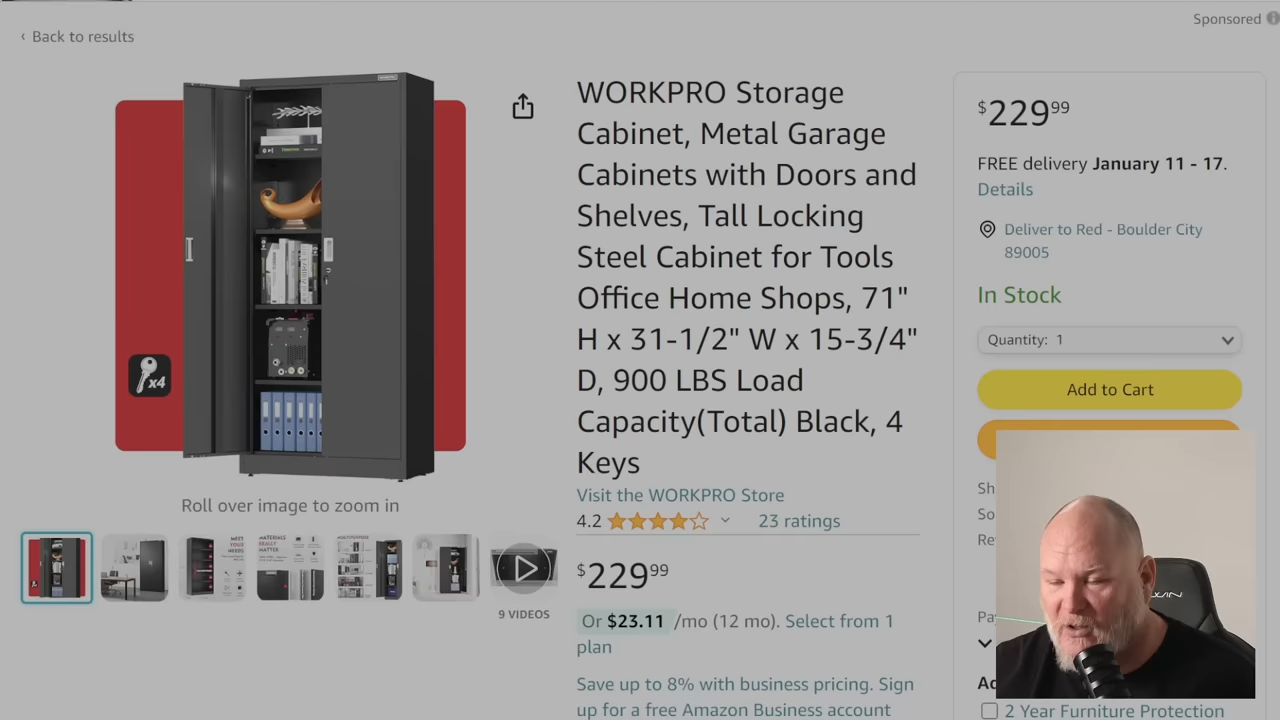 Sponsored
‹ Back to results
WORKPRO Storage
Cabinet, Metal Garage
Cabinets with Doors and
Shelves, Tall Locking
Steel Cabinet for Tools
Office Home Shops, 71"
H x 31-1/2" W x 15-3/4"
D, 900 LBS Load
Capacity(Total) Black, 4
Keys
Visit the WORKPRO Store
4.2
23 ratings
$229 99
Or $23.11 /mo (12 mo). Select from 1
plan
Save up to 8% with business pricing. Sign
up for a free Amazon Business account
x4
Roll over image to zoom in
9 VIDEOS
$229 99
FREE delivery January 11 - 17.
Details
Deliver to Red - Boulder City
89005
In Stock
Quantity: 1
Add to Cart
Sh
So
Re
Pa
Ac
2 Year Furniture Protection